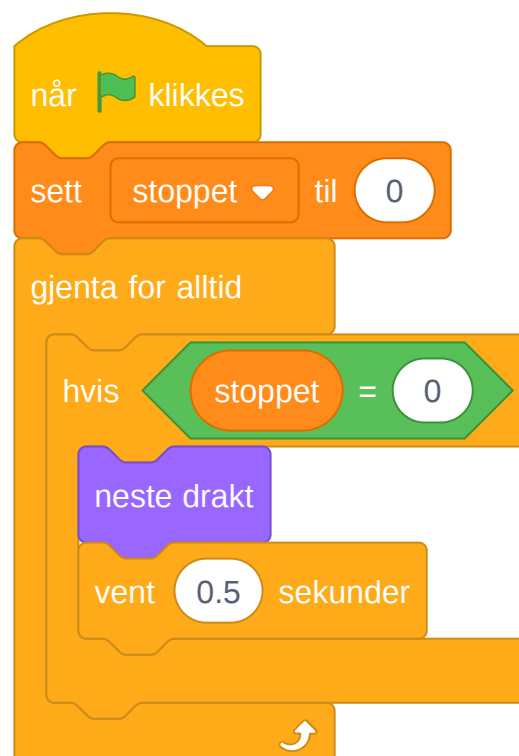 når klikkes
sett stoppet til 0
gjenta for alltid
hvis stoppet = 0
neste drakt
vent 0.5 sekunder